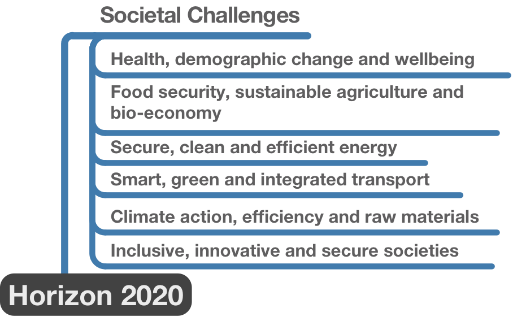 Societal Challenges
Health, demographic change and wellbeing
Food security, sustainable agriculture and
bio-economy
Secure, clean and efficient energy
Smart, green and integrated transport
Climate action, efficiency and raw materials
Inclusive, innovative and secure societies
Horizon 2020